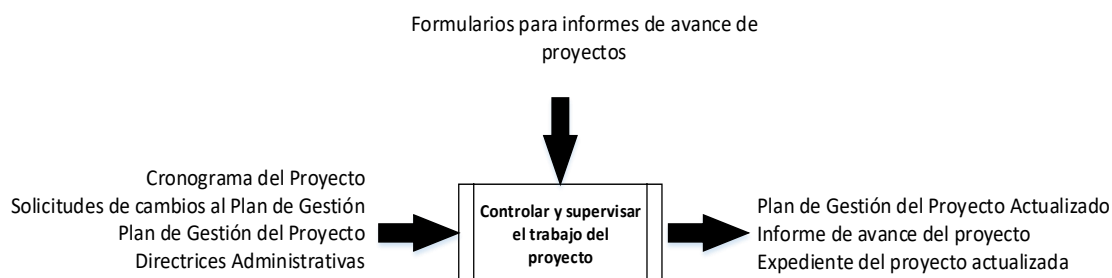 Formularios para informes de avance de
proyectos
Cronograma del Proyecto
Solicitudes de cambios al Plan de Gestión
Plan de Gestión del Proyecto
Directrices Administrativas
Controlar y supervisar
el trabajo del
proyecto
Plan de Gestión del Proyecto Actualizado
Informe de avance del proyecto
Expediente del proyecto actualizada